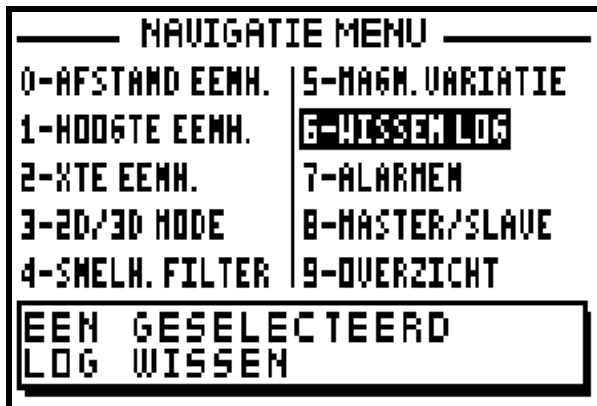 NAVIGATIE MENU
0-AFSTAND EENH.
1-HOOGTE EENH.
2-XTE EENH.
3-2D/3D MODE
4-SNELH. FILTER
5-MAGN. VARIATIE
6-WISSEN LOG
7-ALARMEN
8-MASTER/SLAVE
9-OVERZICHT
EEN GESELECTEERD
LOG WISSEN